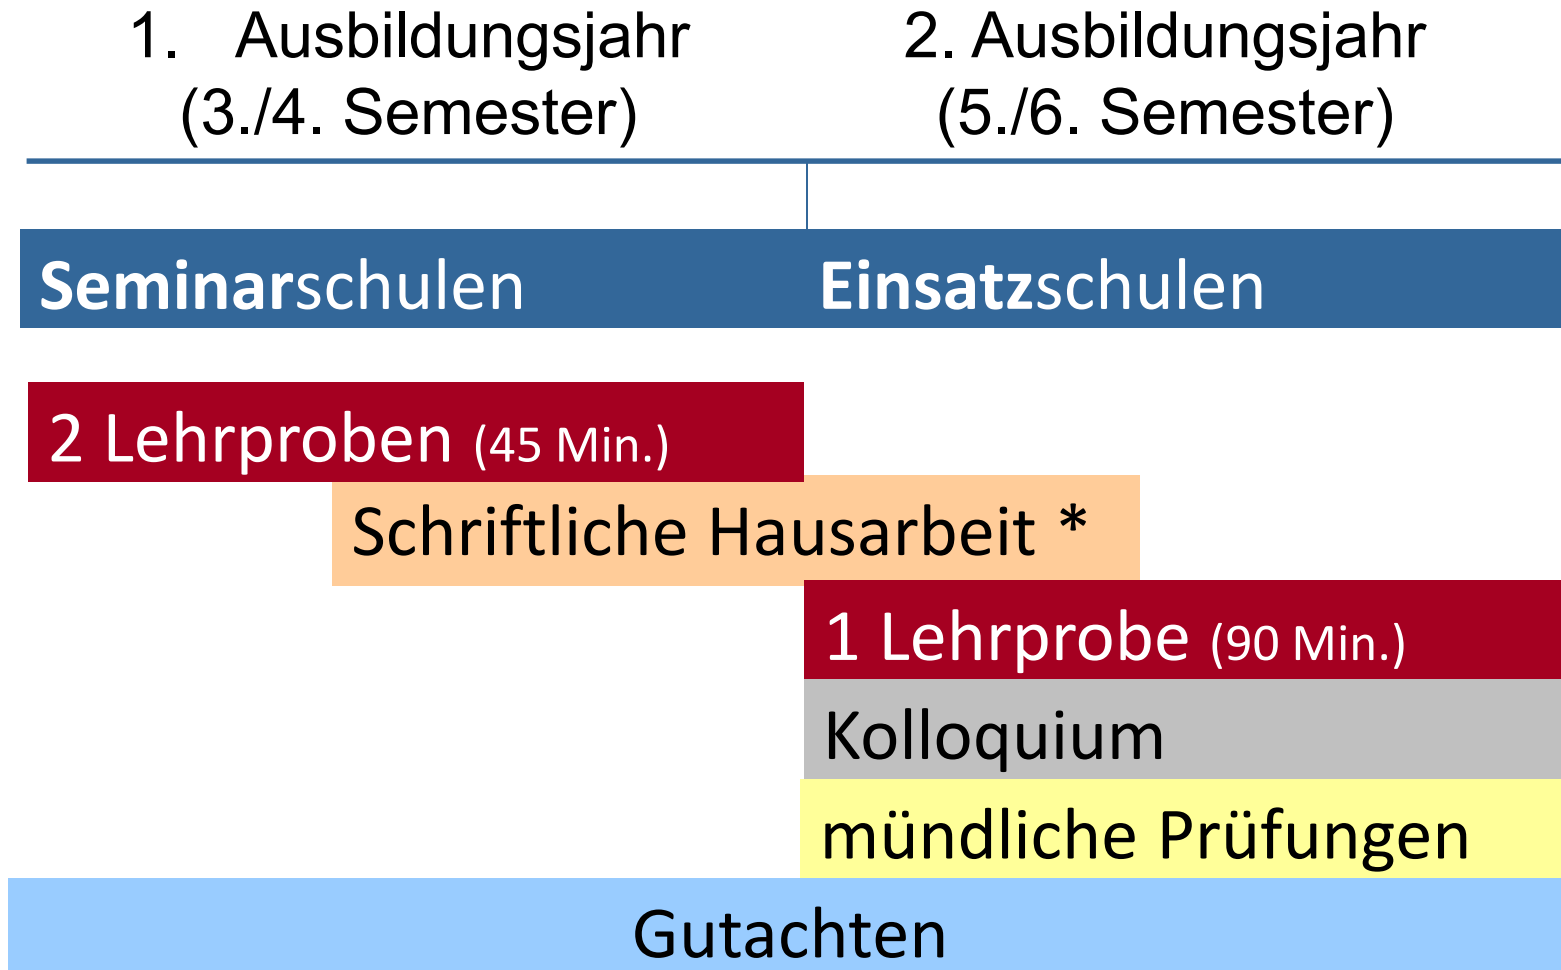 1. Ausbildungsjahr
(3./4. Semester)
2. Ausbildungsjahr
(5./6. Semester)
Seminarschulen
Einsatzschulen
2 Lehrproben (45 Min.)
Schriftliche Hausarbeit *
1 Lehrprobe (90 Min.)
Kolloquium
mündliche Prüfungen
Gutachten